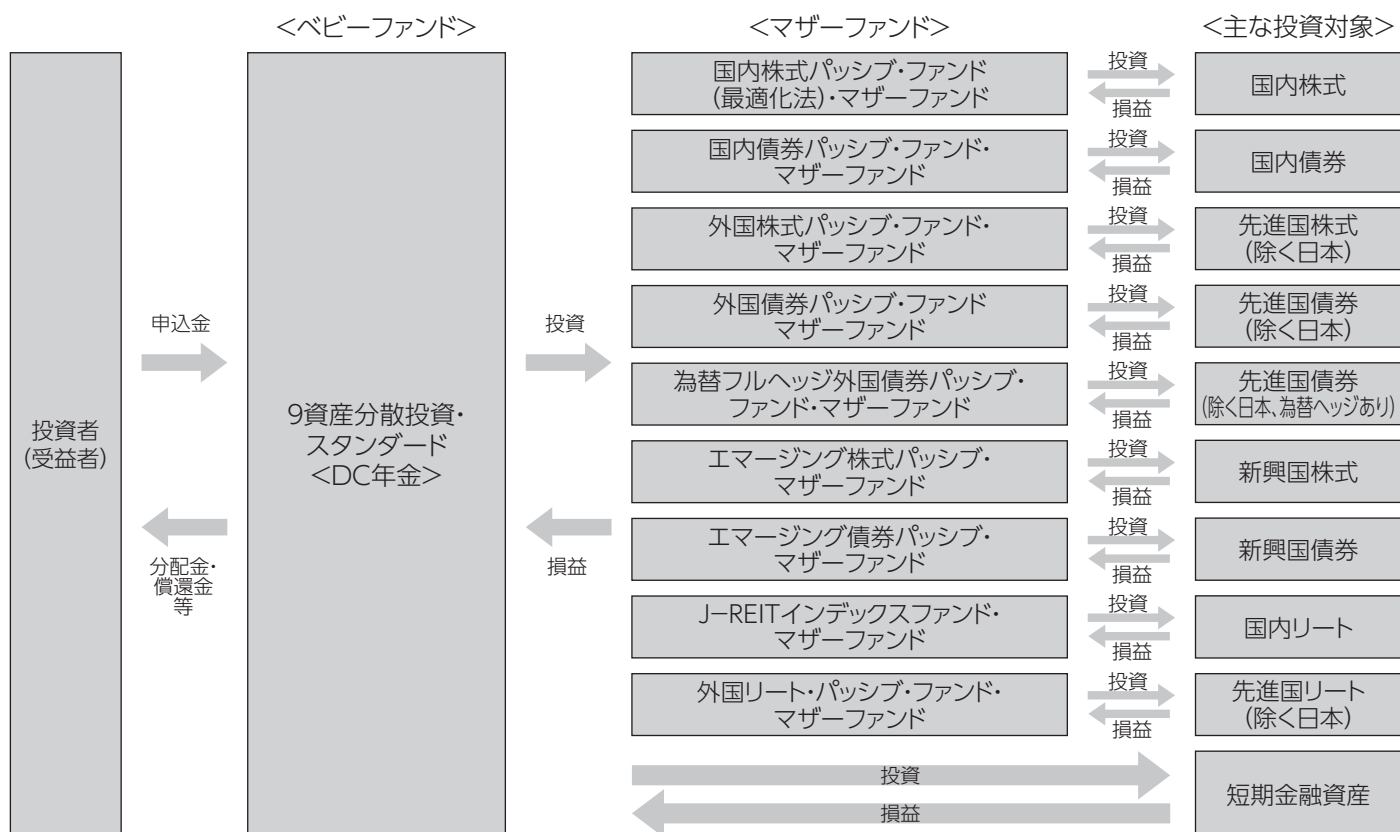 ＜ベビーファンド＞
＜マザーファンド＞
＜主な投資対象＞
投資者
(受益者)
申込金
分配金・
償還金
等
9資産分散投資・
スタンダード
＜DC年金＞
投資
損益
国内株式パッシブ・ファンド
(最適化法)・マザーファンド
投資
損益
国内株式
国内債券パッシブ・ファンド・
マザーファンド
投資
損益
国内債券
外国株式パッシブ・ファンド・
マザーファンド
投資
損益
先進国株式
(除く日本)
外国債券パッシブ・ファンド
マザーファンド
投資
損益
先進国債券
(除く日本)
為替フルヘッジ外国債券パッシブ・
ファンド・マザーファンド
投資
損益
先進国債券
(除く日本、為替ヘッジあり)
エマージング株式パッシブ・
マザーファンド
投資
損益
新興国株式
エマージング債券パッシブ・
マザーファンド
投資
損益
新興国債券
J−REITインデックスファンド・
マザーファンド
投資
損益
国内リート
外国リート・パッシブ・ファンド・
マザーファンド
投資
損益
先進国リート
(除く日本)
投資
損益
短期金融資産